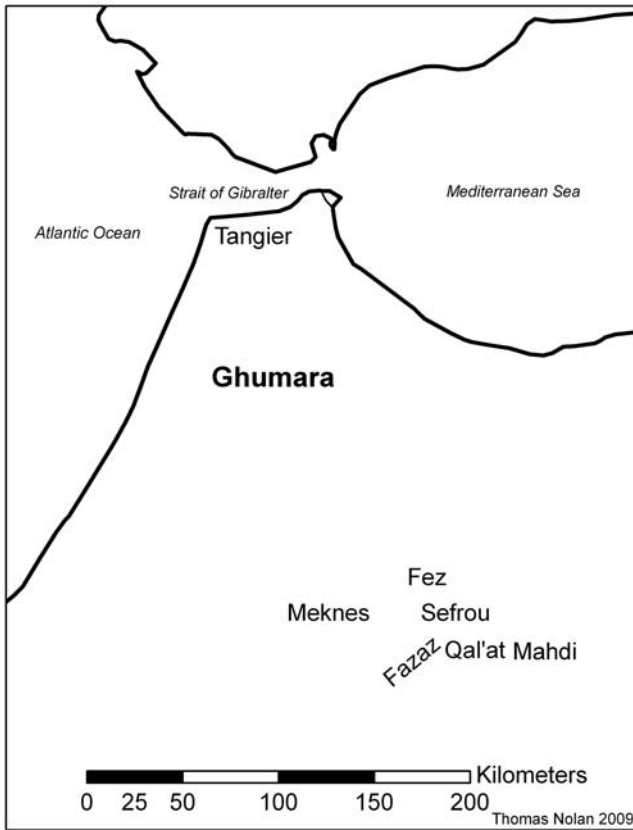 Strait of Gibralter
Mediterranean Sea
Atlantic Ocean
Tangier
Ghumara
Fez
Meknes
Sefrou
Fazaz
Qal'at Mahdi
Kilometers
0 25 50 100 150 200
Thomas Nolan 2009